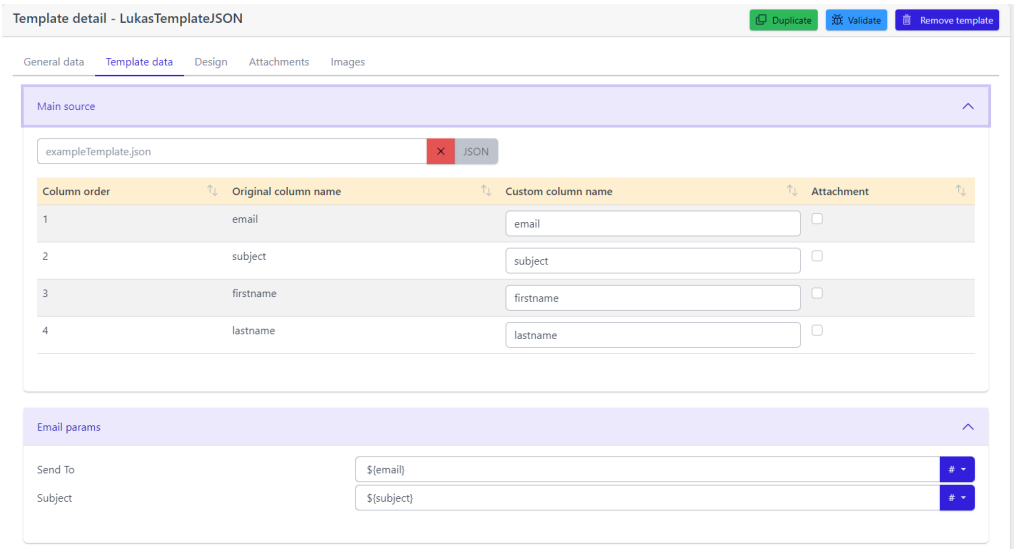 Template detail - LukasTemplateJSON
Duplicate
Validate
Remove template
General data Template data Design Attachments Images
Main source
exampleTemplate.json
JSON
Column order Original column name Custom column name Attachment
1 email email
2 subject subject
3 firstname firstname
4 lastname lastname
Email params
Send To ${email} #
Subject ${subject} #